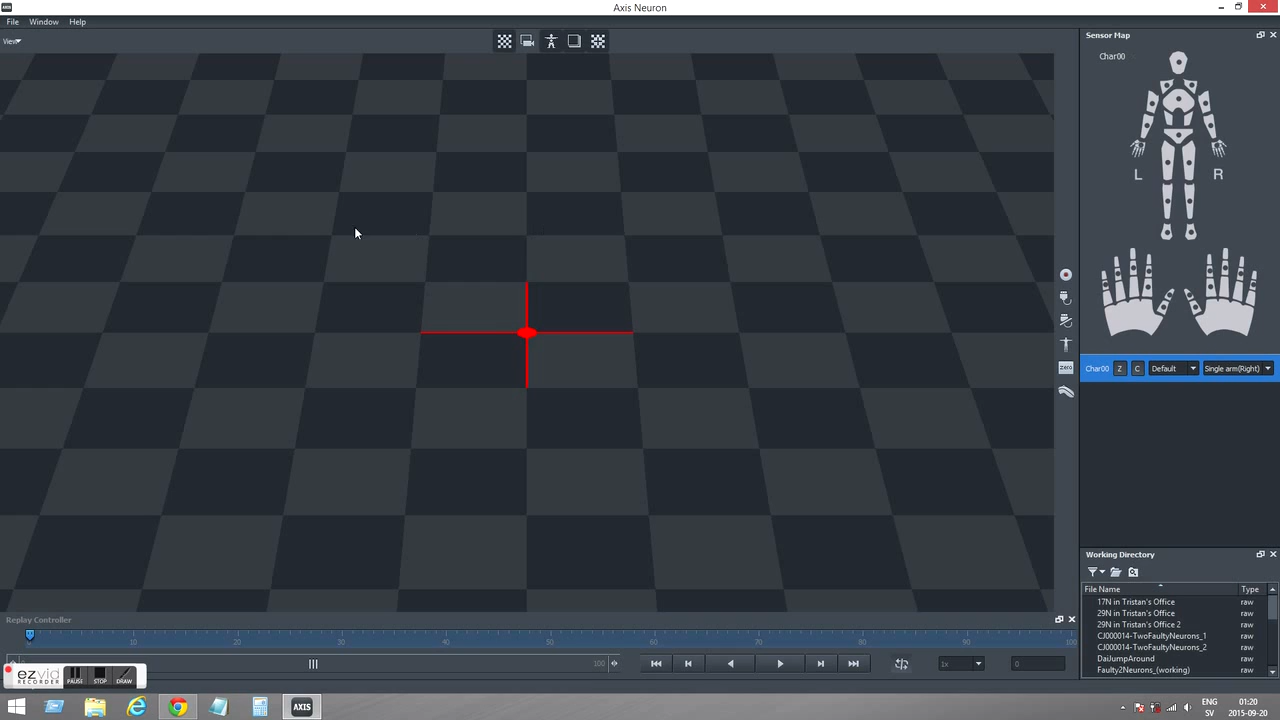 Axis Neuron
File Window Help
View
Sensor Map
Char00
L R
zero
Char00 Z C Default Single arm(Right)
Working Directory
File Name Type
17N in Tristan's Office raw
29N in Tristan's Office raw
29N in Tristan's Office 2 raw
CJ000014-TwoFaultyNeurons_1 raw
CJ000014-TwoFaultyNeurons_2 raw
DaiJumpAround raw
Faulty2Neurons_(working) raw
Replay Controller
10 20 30 40 50 60 70 80 90 100
100 1x 0
ezvid
RECORDER
PAUSE STOP DRAW
AXIS
ENG 01:20
SV 2015-09-20